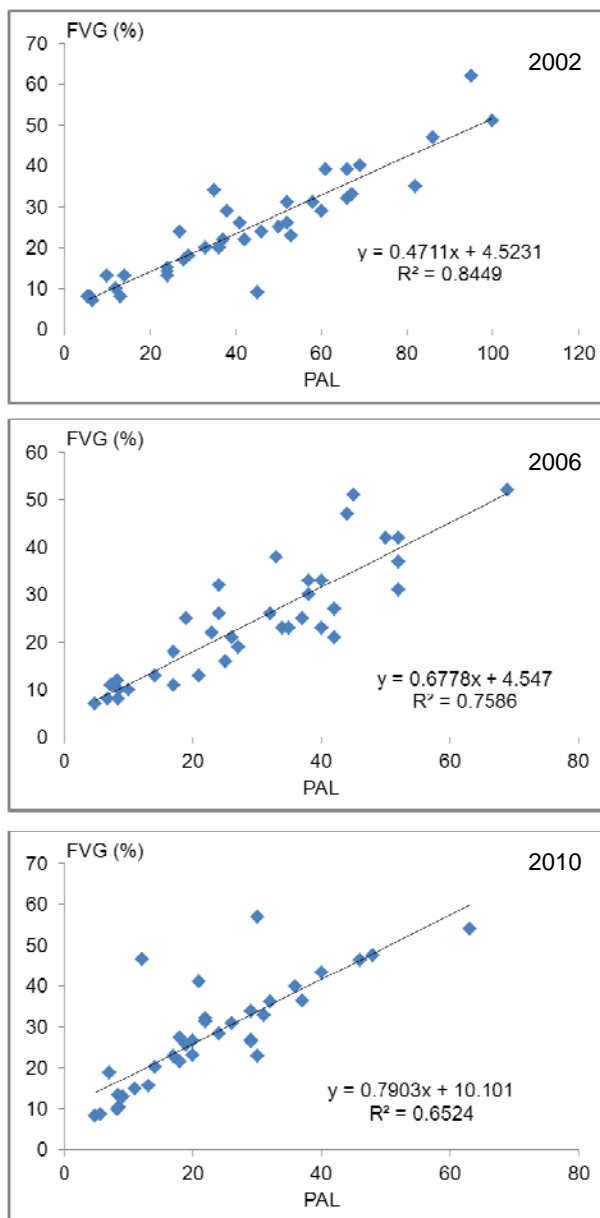 FVG (%)
2002
70
60
50
40
30
20
10
0
y = 0.4711x + 4.5231
R² = 0.8449
0 20 40 60 80 100 120
PAL
FVG (%)
2006
60
50
40
30
20
10
0
y = 0.6778x + 4.547
R² = 0.7586
0 20 40 60 80
PAL
FVG (%)
2010
70
60
50
40
30
20
10
0
y = 0.7903x + 10.101
R² = 0.6524
0 20 40 60 80
PAL